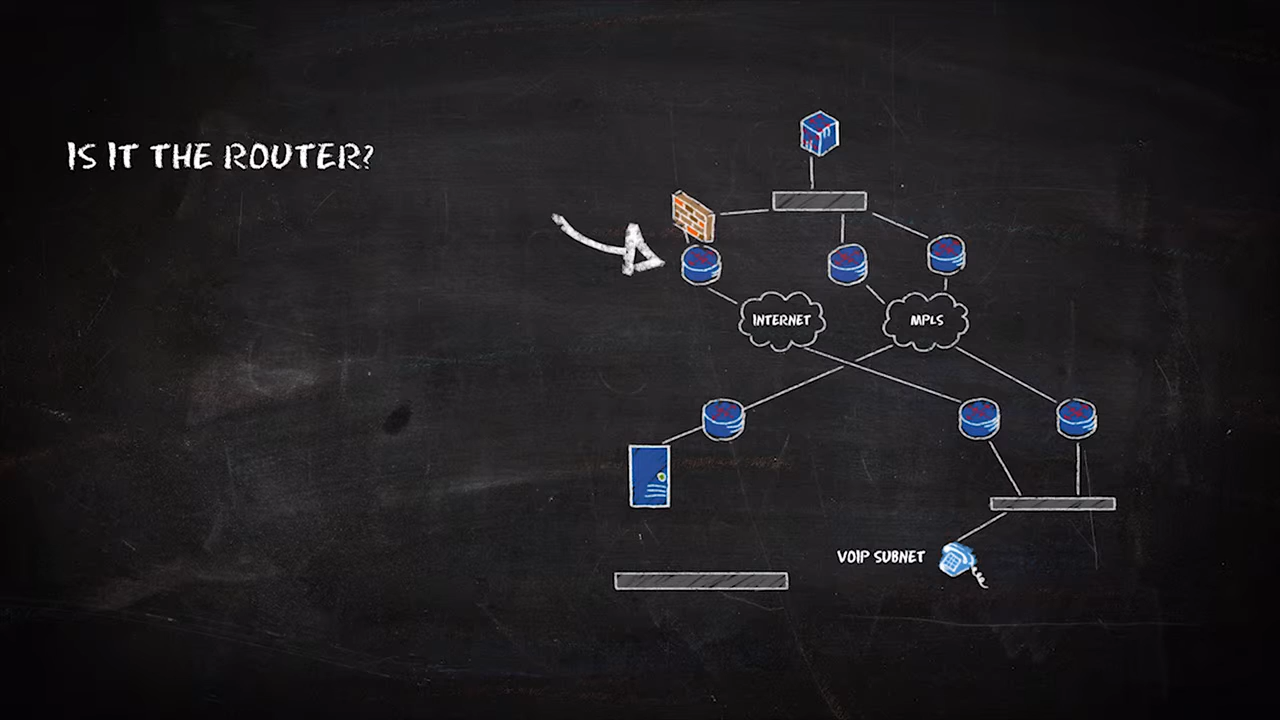 IS IT THE ROUTER?
INTERNET
MPLS
VOIP SUBNET